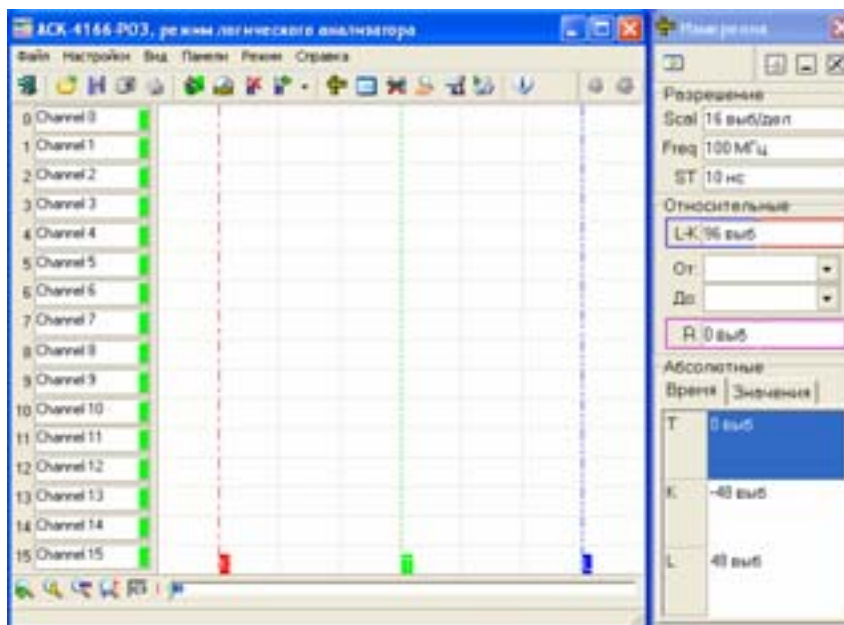 АСК-4166-РОЗ, режим логического анализатора
Файл Настройки Вид Панели Режим Справка
0 Channel 0
1 Channel 1
2 Channel 2
3 Channel 3
4 Channel 4
5 Channel 5
6 Channel 6
7 Channel 7
8 Channel 8
9 Channel 9
10 Channel 10
11 Channel 11
12 Channel 12
13 Channel 13
14 Channel 14
15 Channel 15
Разрешение
Scal 16 выб/дел
Freq 100 МГц
ST 10 нс
Относительные
L-K 96 выб
От:
До:
R 0 выб
Абсолютные
Время Значения
T 0 выб
K -48 выб
L 48 выб